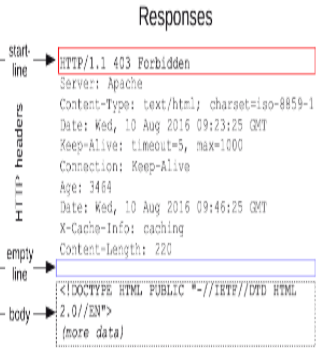 Responses
start-
line
HTTP/1.1 403 Forbidden
HTTP headers
Server: Apache
Content-Type: text/html; charset=iso-8859-1
Date: Wed, 10 Aug 2016 09:23:25 GMT
Keep-Alive: timeout=5, max=1000
Connection: Keep-Alive
Age: 3464
Date: Wed, 10 Aug 2016 09:46:25 GMT
X-Cache-Info: caching
Content-Length: 220
empty
line
body
<!DOCTYPE HTML PUBLIC "-//IETF//DTD HTML
2.0//EN">
(more data)